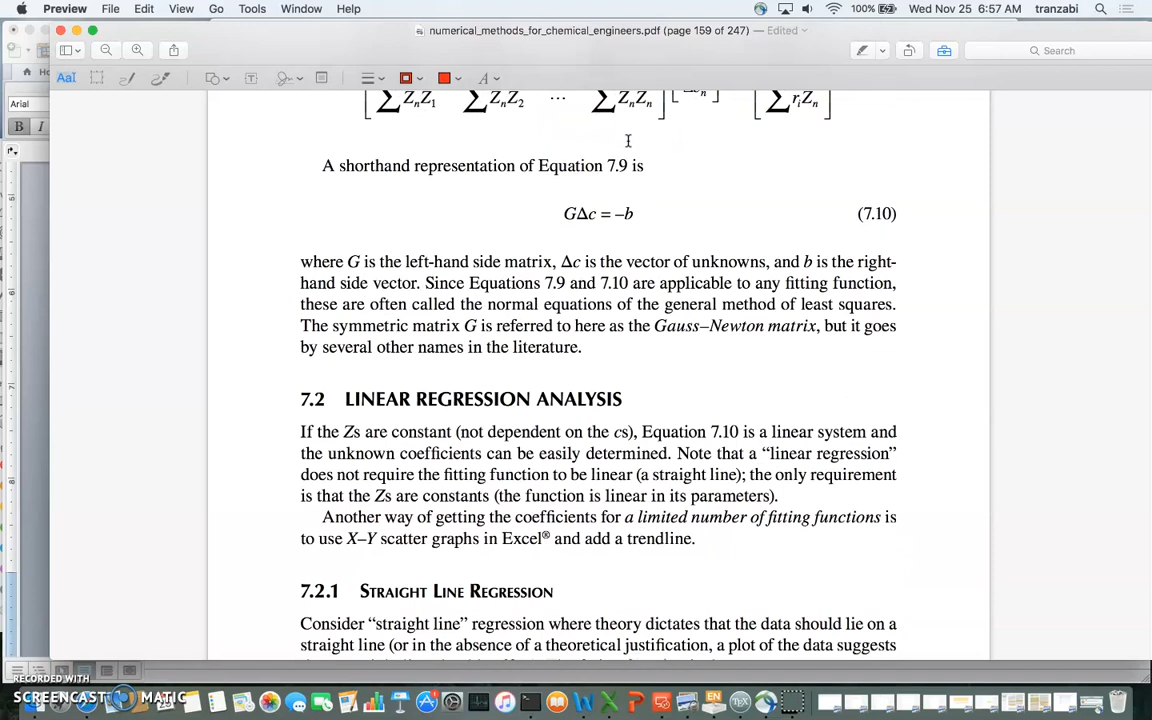 Preview File Edit View Go Tools Window Help 100% Wed Nov 25 6:57 AM tranzabi
numerical_methods_for_chemical_engineers.pdf (page 159 of 247) — Edited
Search
Arial
B I
AaI T A
∑ZnZ1 ∑ZnZ2 ⋯ ∑ZnZn ∑riZn
A shorthand representation of Equation 7.9 is
GΔc = –b (7.10)
where G is the left-hand side matrix, Δc is the vector of unknowns, and b is the right-
hand side vector. Since Equations 7.9 and 7.10 are applicable to any fitting function,
these are often called the normal equations of the general method of least squares.
The symmetric matrix G is referred to here as the Gauss–Newton matrix, but it goes
by several other names in the literature.
7.2 LINEAR REGRESSION ANALYSIS
If the Zs are constant (not dependent on the cs), Equation 7.10 is a linear system and
the unknown coefficients can be easily determined. Note that a “linear regression”
does not require the fitting function to be linear (a straight line); the only requirement
is that the Zs are constants (the function is linear in its parameters).
Another way of getting the coefficients for a limited number of fitting functions is
to use X–Y scatter graphs in Excel® and add a trendline.
7.2.1 STRAIGHT LINE REGRESSION
Consider “straight line” regression where theory dictates that the data should lie on a
straight line (or in the absence of a theoretical justification, a plot of the data suggests
RECORDED WITH
SCREENCAST MATIC